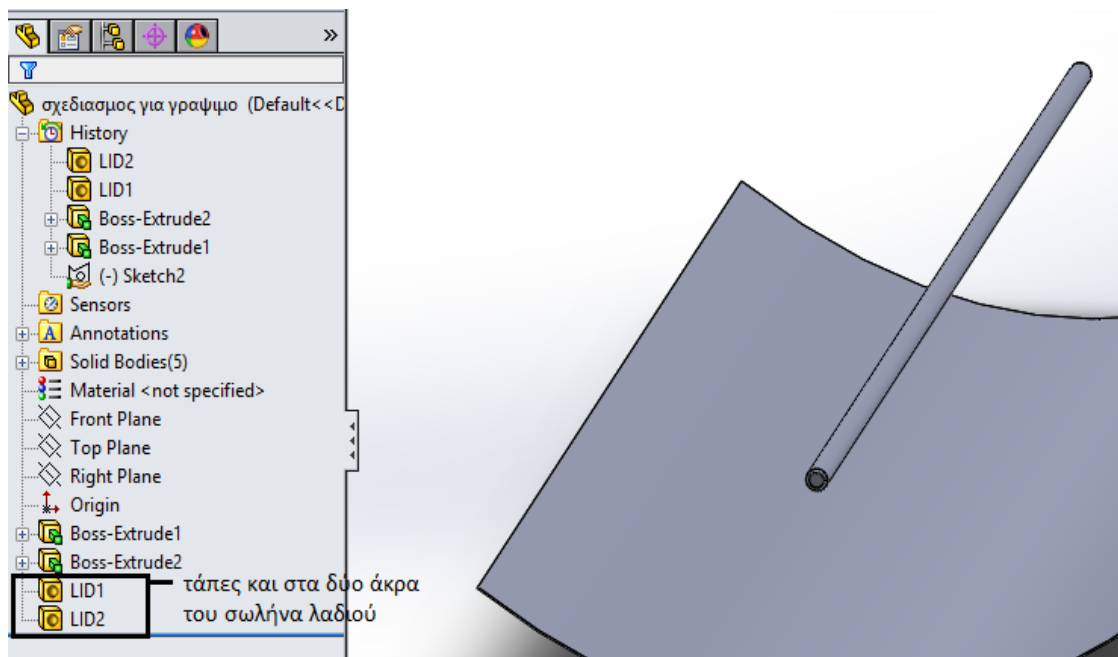 »
σχεδιασμος για γραψιμο (Default<<D
History
LID2
LID1
Boss-Extrude2
Boss-Extrude1
(-) Sketch2
Sensors
Annotations
Solid Bodies(5)
Material <not specified>
Front Plane
Top Plane
Right Plane
Origin
Boss-Extrude1
Boss-Extrude2
LID1
LID2
τάπες και στα δύο άκρα
του σωλήνα λαδιού